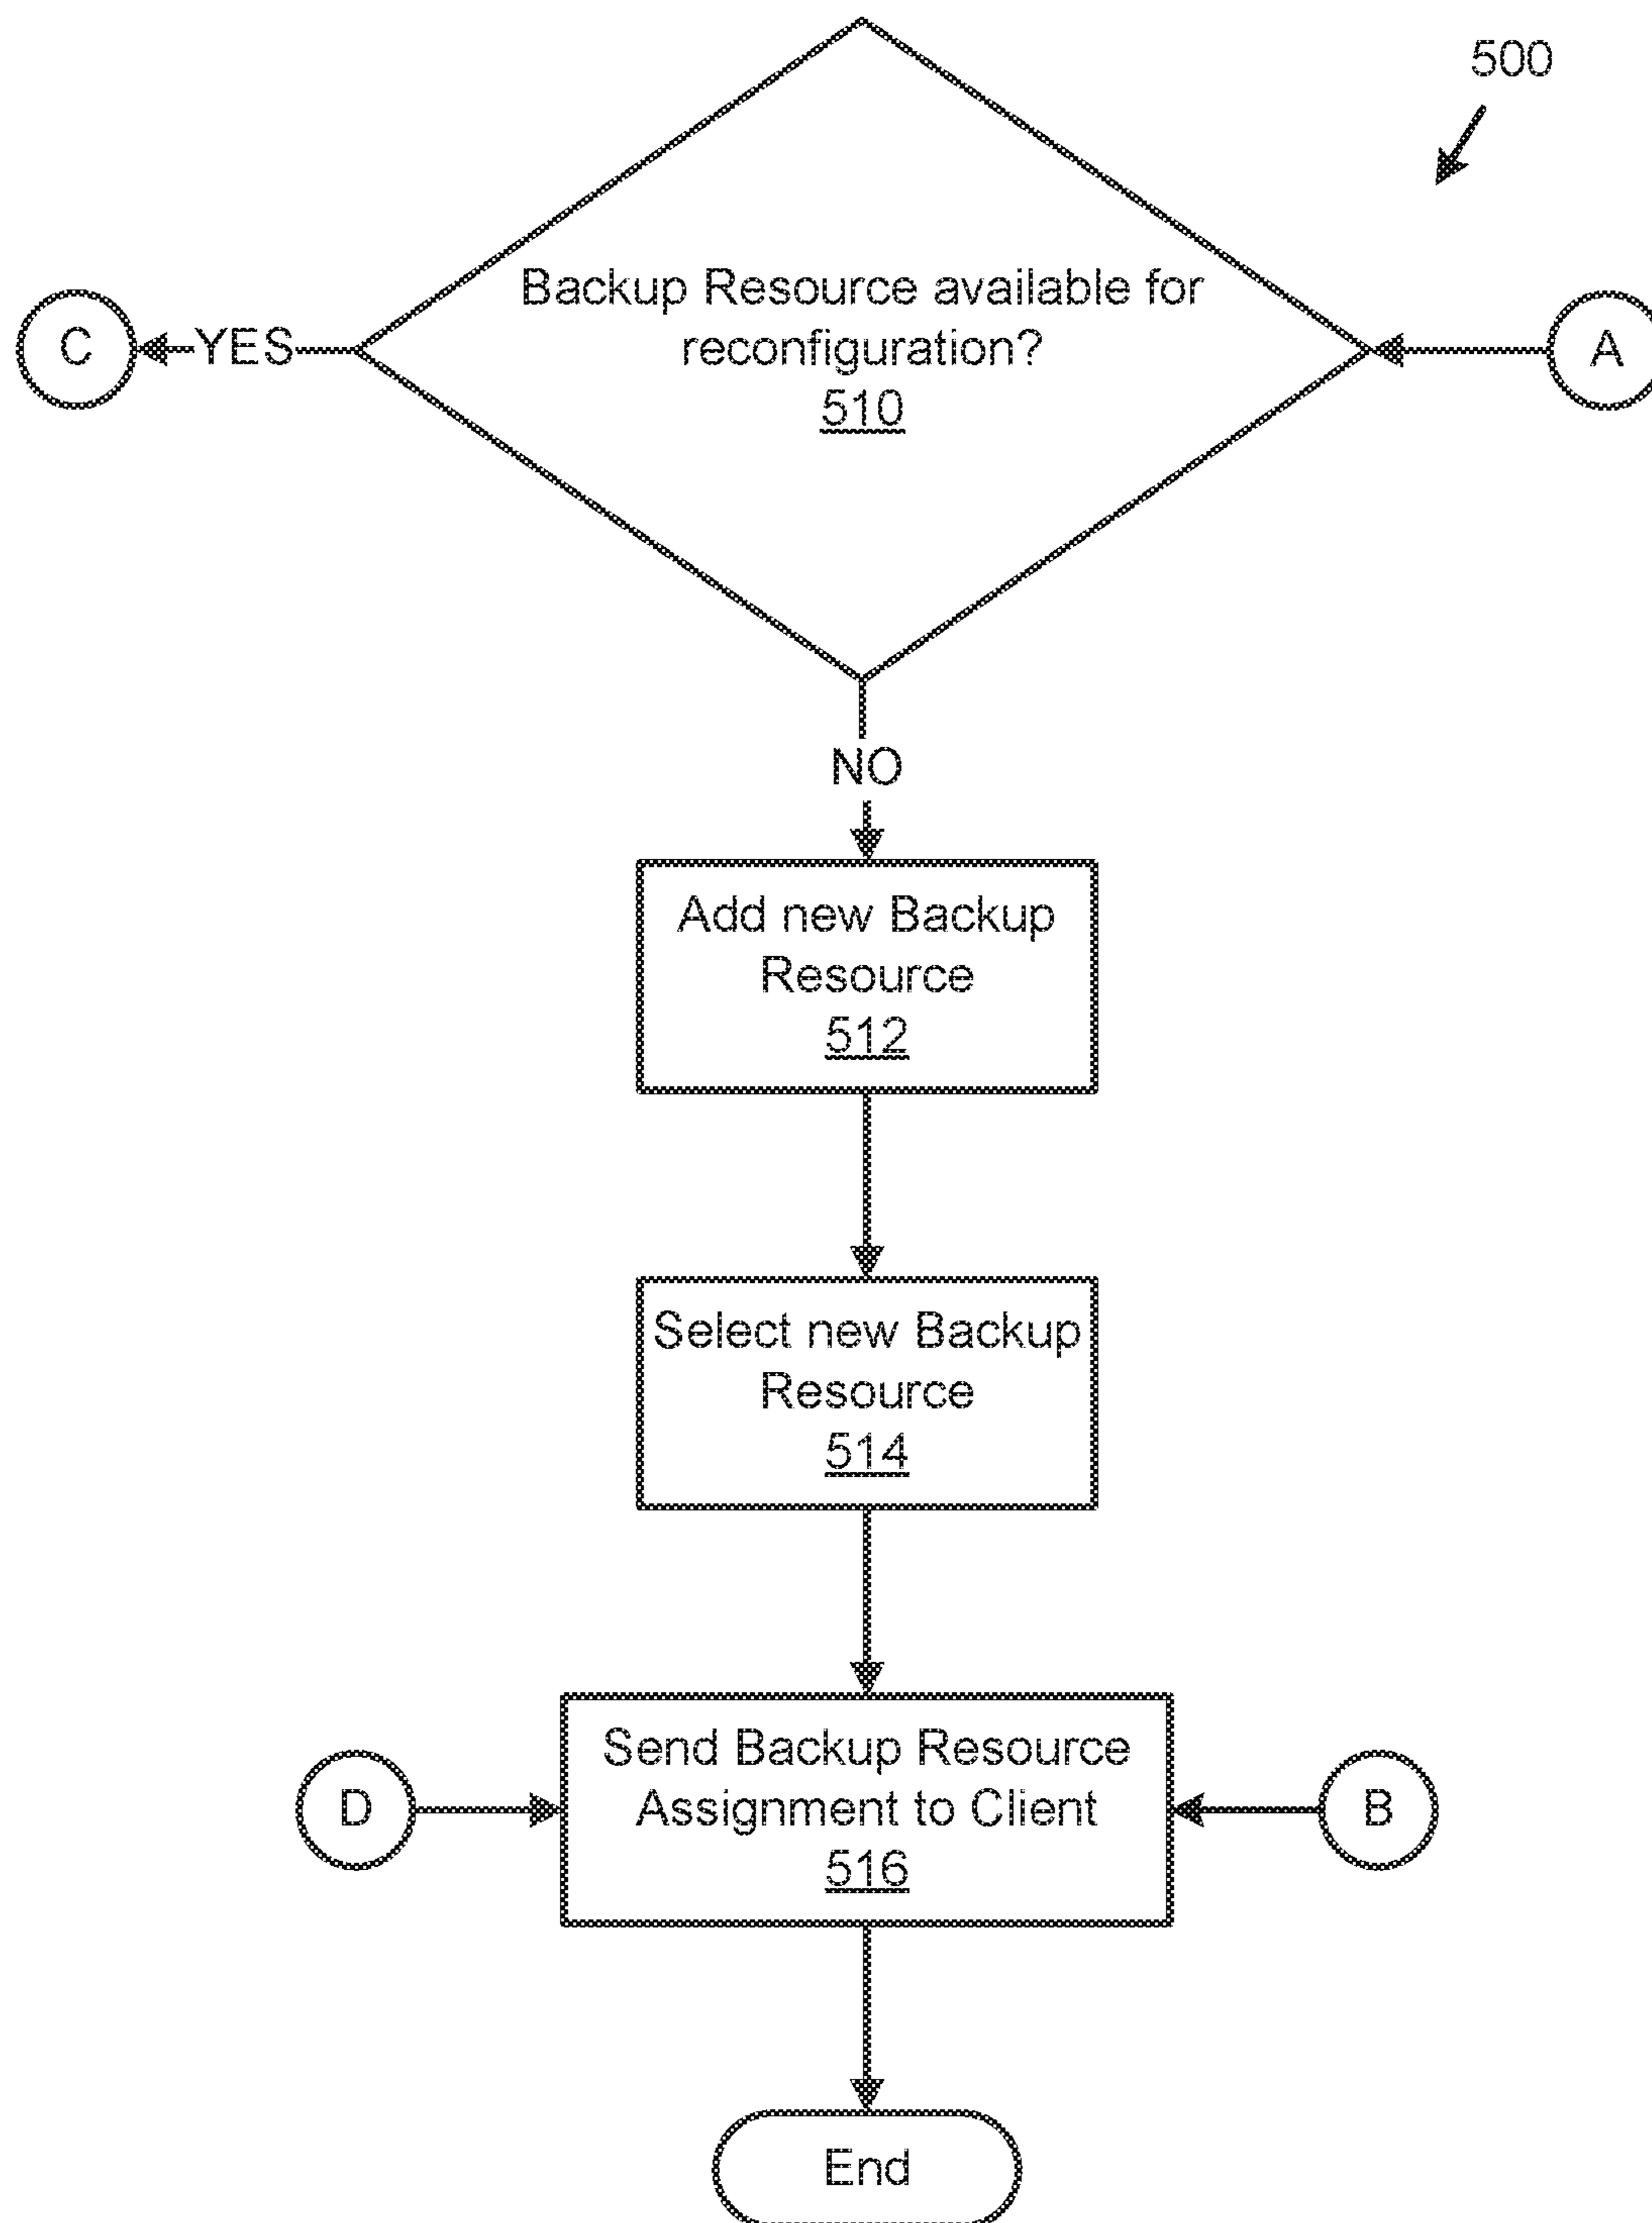 500
Backup Resource available for
reconfiguration?
510
C
YES
A
NO
Add new Backup
Resource
512
Select new Backup
Resource
514
Send Backup Resource
Assignment to Client
516
D
B
End